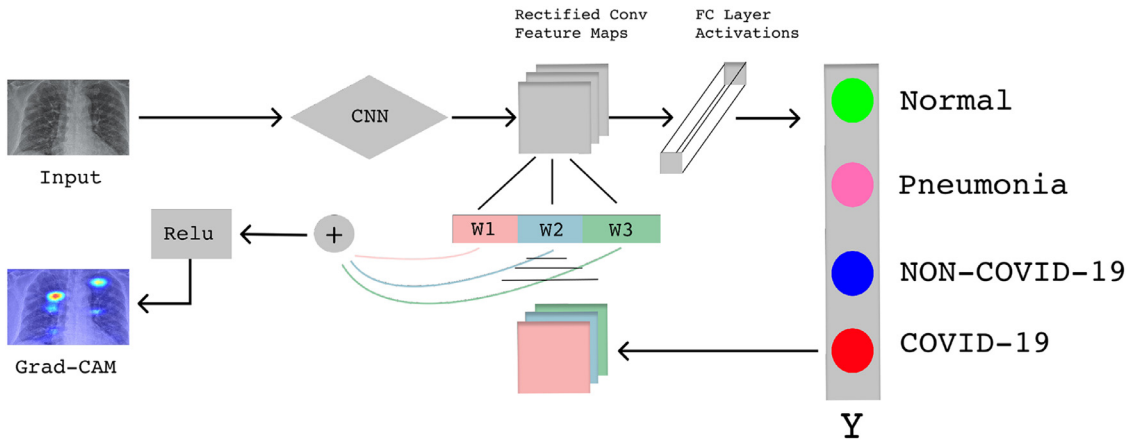 Rectified Conv
Feature Maps
FC Layer
Activations
CNN
Input
Normal
Pneumonia
NON-COVID-19
COVID-19
Y
W1 W2 W3
+
Relu
Grad-CAM